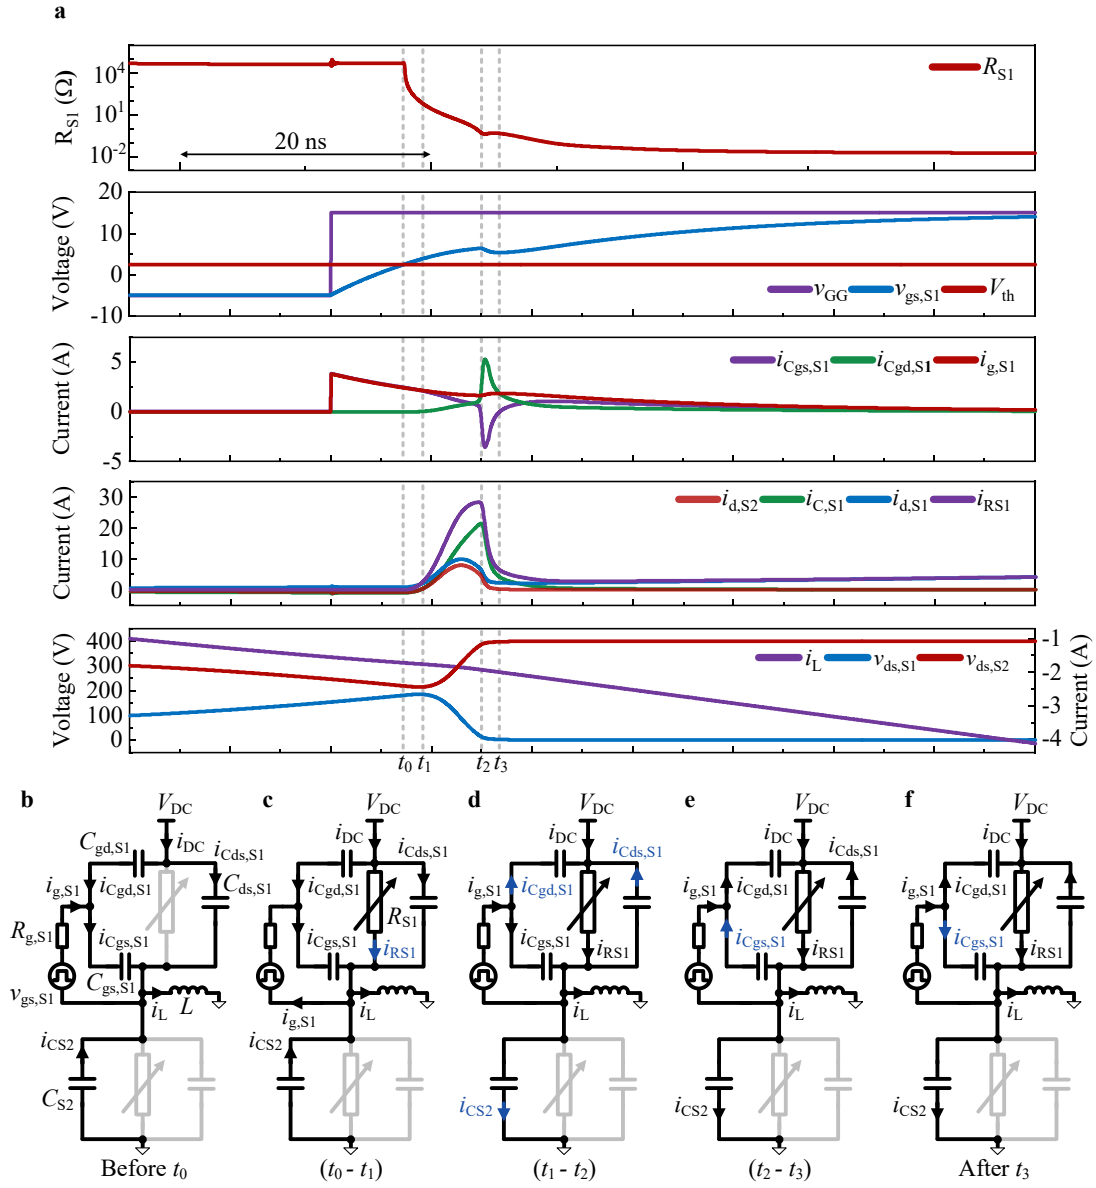 a
R_S1 (Ω)
10^4
10^1
10^-2
20 ns
R_S1
Voltage (V)
20
10
0
-10
v_GG v_gs,S1 V_th
Current (A)
5
0
-5
i_Cgs,S1 i_Cgd,S1 i_g,S1
Current (A)
30
20
10
0
i_d,S2 i_C,S1 i_d,S1 i_RS1
Voltage (V)
400
300
200
100
0
i_L v_ds,S1 v_ds,S2
-1
-2
-3
-4
Current (A)
t_0 t_1 t_2 t_3
b
V_DC
C_gd,S1
i_DC
i_Cds,S1
i_g,S1
i_Cgd,S1
C_ds,S1
R_g,S1
i_Cgs,S1
C_gs,S1
v_gs,S1
i_L
L
i_CS2
C_S2
Before t_0
c
V_DC
i_DC
i_Cds,S1
i_Cgd,S1
R_S1
i_Cgs,S1
i_RS1
i_g,S1
i_L
i_CS2
(t_0 - t_1)
d
V_DC
i_DC
i_Cds,S1
i_g,S1
i_Cgd,S1
i_Cgs,S1
i_RS1
i_L
i_CS2
(t_1 - t_2)
e
V_DC
i_DC
i_Cds,S1
i_g,S1
i_Cgd,S1
i_Cgs,S1
i_RS1
i_L
i_CS2
(t_2 - t_3)
f
V_DC
i_DC
i_Cds,S1
i_g,S1
i_Cgd,S1
i_Cgs,S1
i_RS1
i_L
i_CS2
After t_3